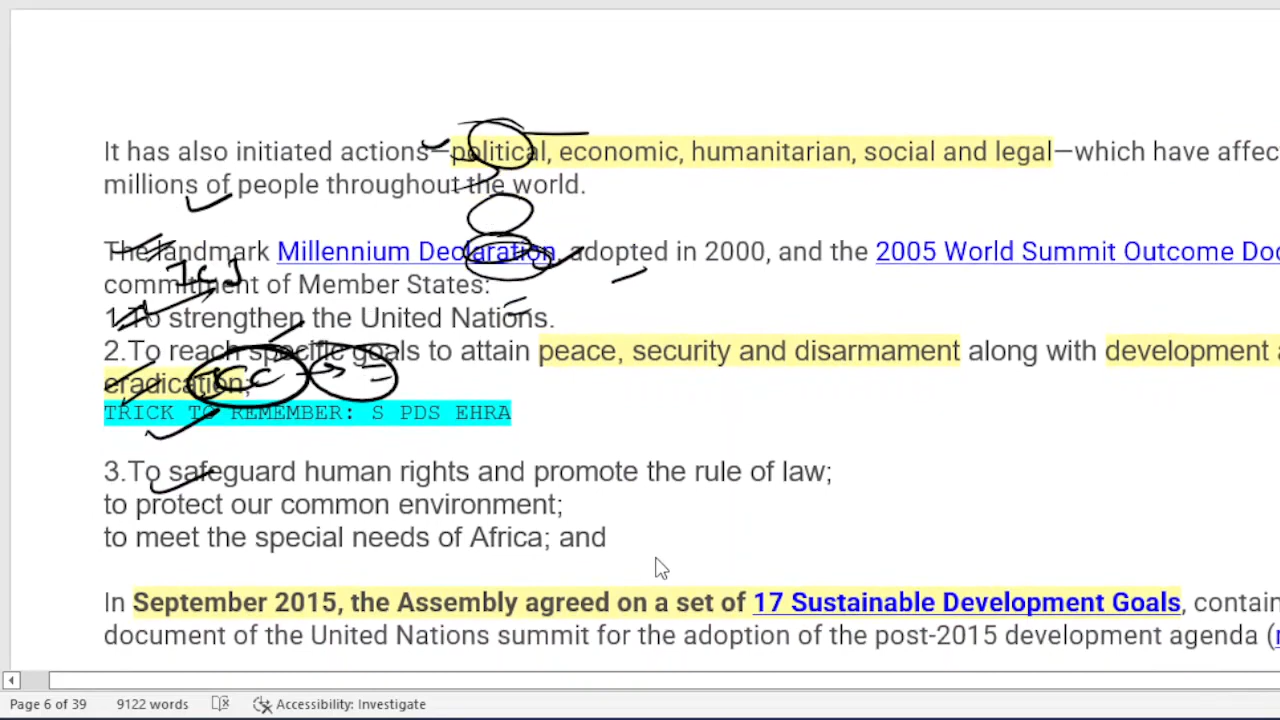 It has also initiated actions—political, economic, humanitarian, social and legal—which have affec
millions of people throughout the world.
The landmark Millennium Declaration, adopted in 2000, and the 2005 World Summit Outcome Do
commitment of Member States:
ICJ
1.To strengthen the United Nations.
2.To reach specific goals to attain peace, security and disarmament along with development a
eradication;
TRICK TO REMEMBER: S PDS EHRA
3.To safeguard human rights and promote the rule of law;
to protect our common environment;
to meet the special needs of Africa; and
In September 2015, the Assembly agreed on a set of 17 Sustainable Development Goals, contain
document of the United Nations summit for the adoption of the post-2015 development agenda (
Page 6 of 39 9122 words Accessibility: Investigate